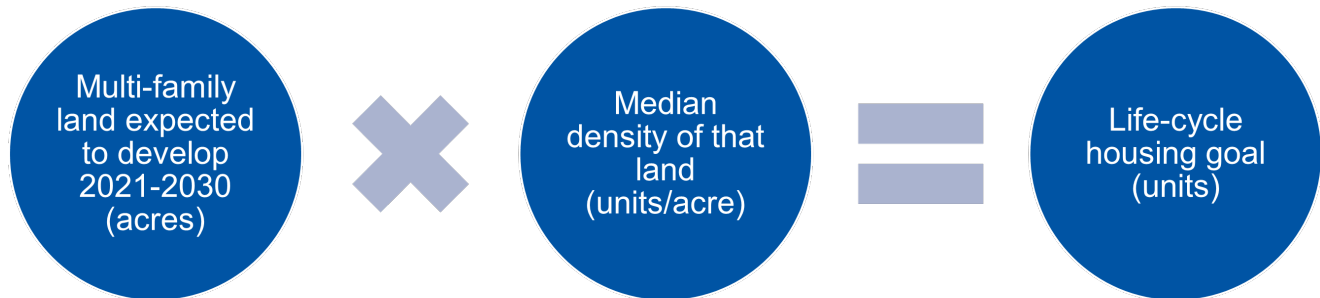 Multi-family
land expected
to develop
2021-2030
(acres)
Median
density of that
land
(units/acre)
Life-cycle
housing goal
(units)